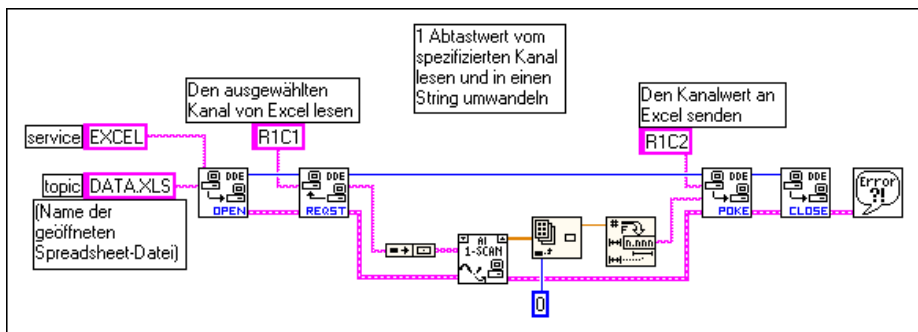 1 Abtastwert vom
spezifizierten Kanal
lesen und in einen
String umwandeln
Den ausgewählten
Kanal von Excel lesen
Den Kanalwert an
Excel senden
service EXCEL
R1C1
R1C2
topic DATA.XLS
(Name der
geöffneten
Spreadsheet-Datei)
DDE
OPEN
DDE
REQST
AI
1-SCAN
0
#
n.nnn
DDE
POKE
DDE
CLOSE
Error
?!